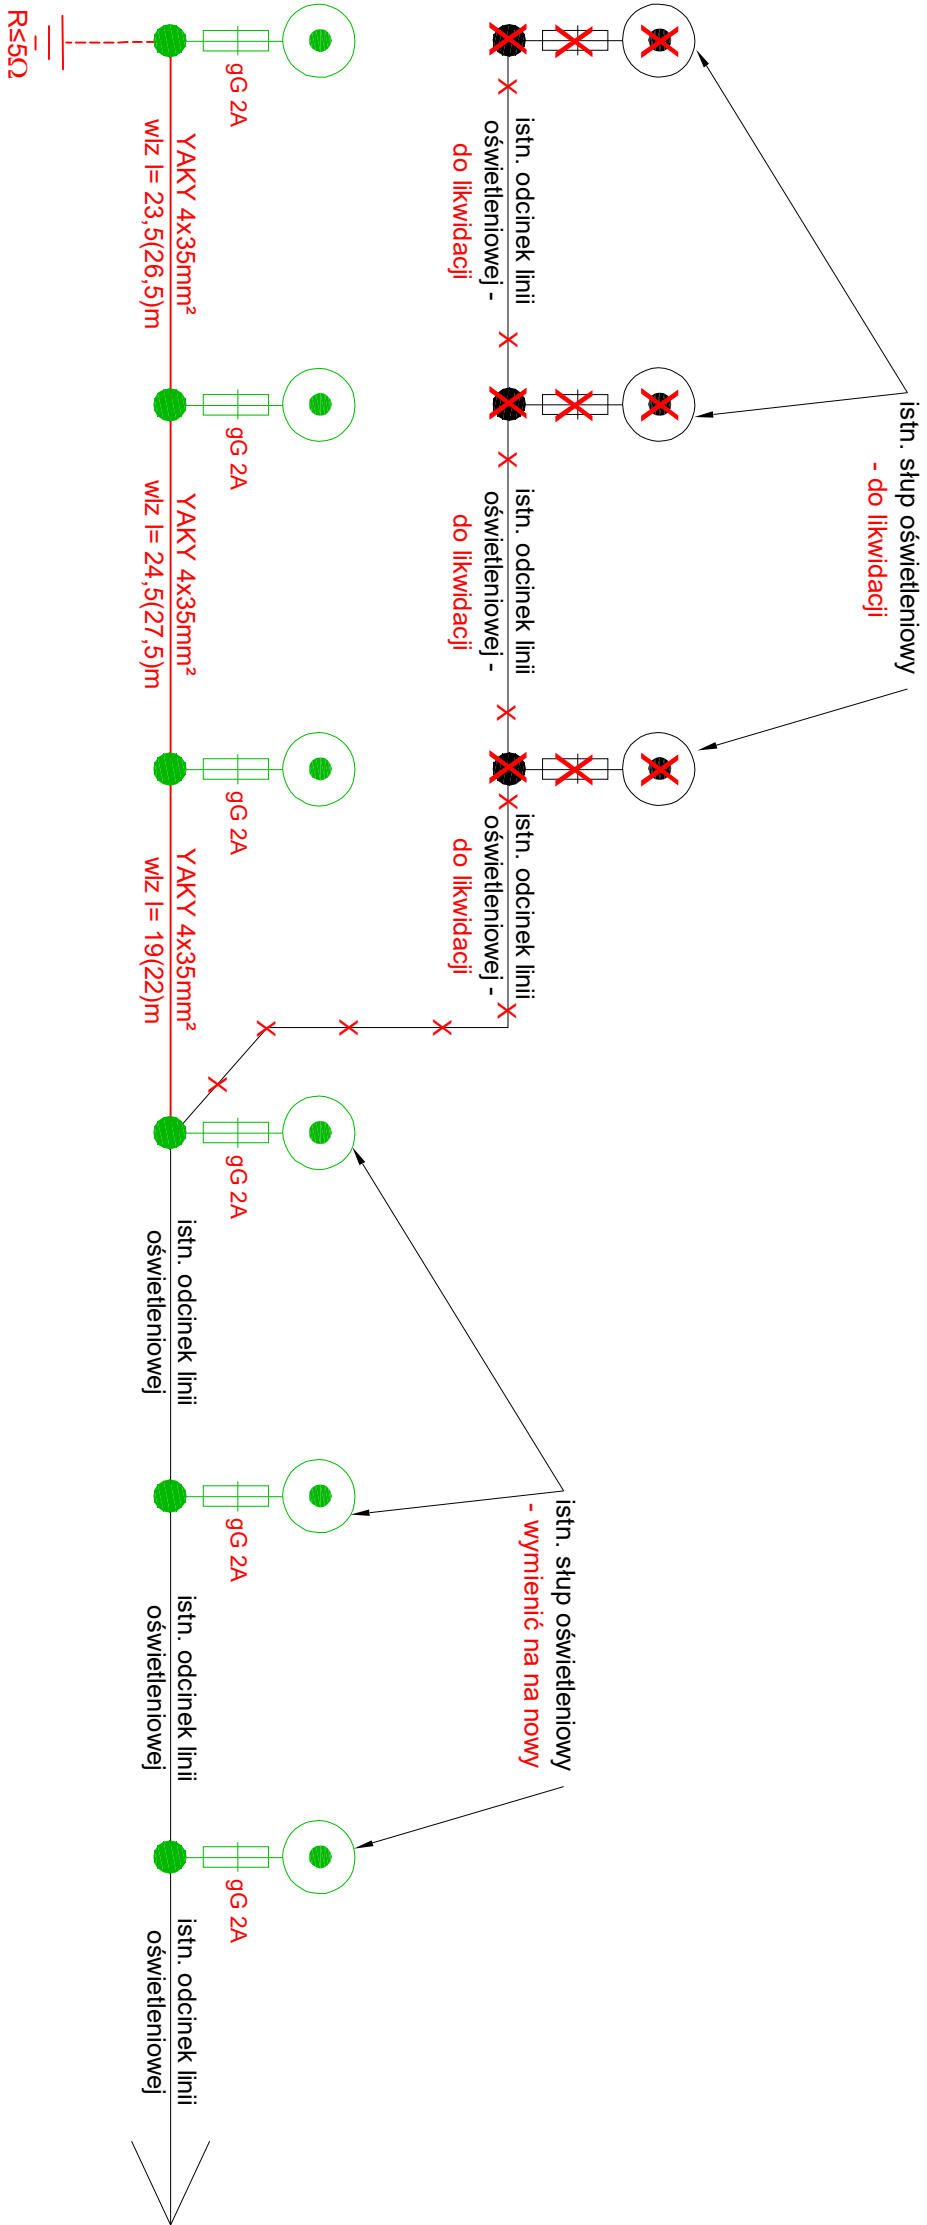 istn. słup oświetleniowy
- do likwidacji
istn. odcinek linii
oświetleniowej -
do likwidacji
istn. odcinek linii
oświetleniowej -
do likwidacji
istn. odcinek linii
oświetleniowej -
do likwidacji
istn. słup oświetleniowy
- wymienić na na nowy
gG 2A
gG 2A
gG 2A
gG 2A
gG 2A
gG 2A
YAKY 4x35mm²
wlz l= 23,5(26,5)m
YAKY 4x35mm²
wlz l= 24,5(27,5)m
YAKY 4x35mm²
wlz l= 19(22)m
istn. odcinek linii
oświetleniowej
istn. odcinek linii
oświetleniowej
istn. odcinek linii
oświetleniowej
R≤5Ω